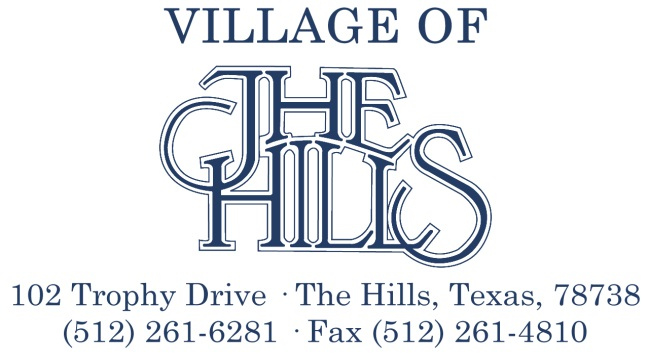 VILLAGE OF
THE
HILLS
102 Trophy Drive · The Hills, Texas, 78738
(512) 261-6281 · Fax (512) 261-4810